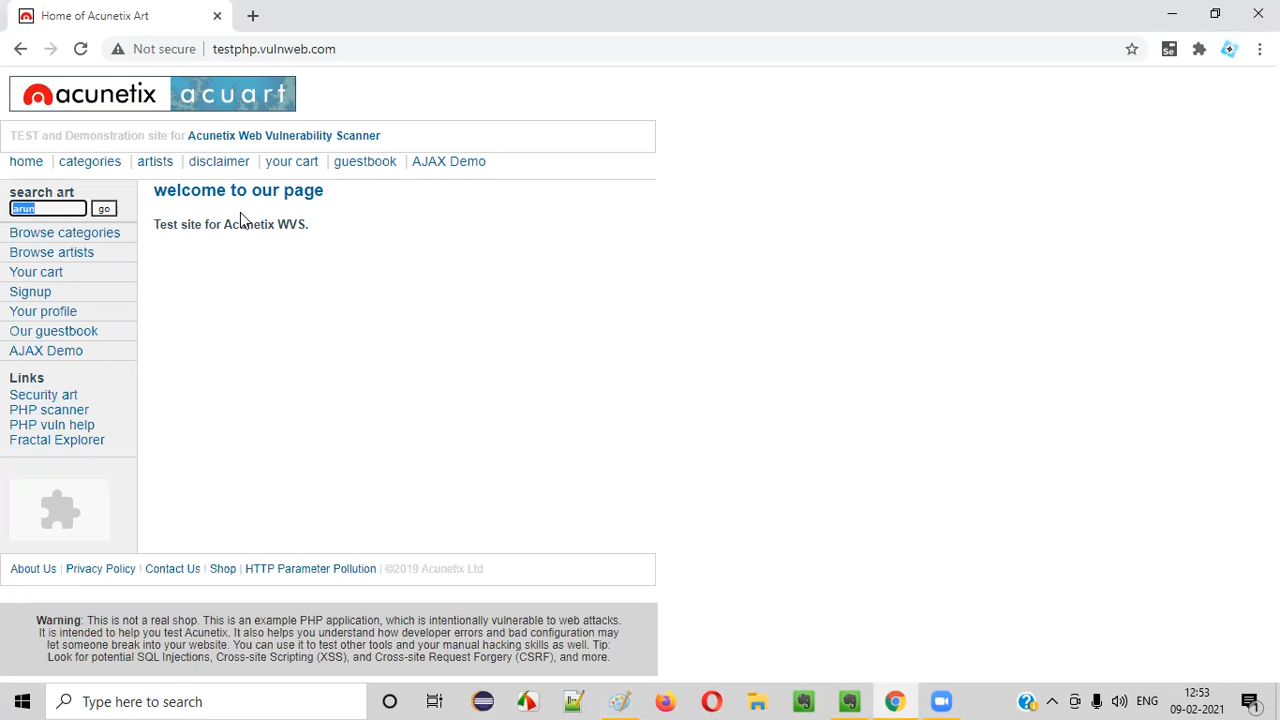 Home of Acunetix Art
Not secure
testphp.vulnweb.com
Se
acunetix acuart
TEST and Demonstration site for Acunetix Web Vulnerability Scanner
home | categories | artists | disclaimer | your cart | guestbook | AJAX Demo
search art
arun
go
Browse categories
Browse artists
Your cart
Signup
Your profile
Our guestbook
AJAX Demo
Links
Security art
PHP scanner
PHP vuln help
Fractal Explorer
welcome to our page
Test site for Acunetix WVS.
About Us | Privacy Policy | Contact Us | Shop | HTTP Parameter Pollution | ©2019 Acunetix Ltd
Warning: This is not a real shop. This is an example PHP application, which is intentionally vulnerable to web attacks.
It is intended to help you test Acunetix. It also helps you understand how developer errors and bad configuration may
let someone break into your website. You can use it to test other tools and your manual hacking skills as well. Tip:
Look for potential SQL Injections, Cross-site Scripting (XSS), and Cross-site Request Forgery (CSRF), and more.
Type here to search
ENG
12:53
09-02-2021
1